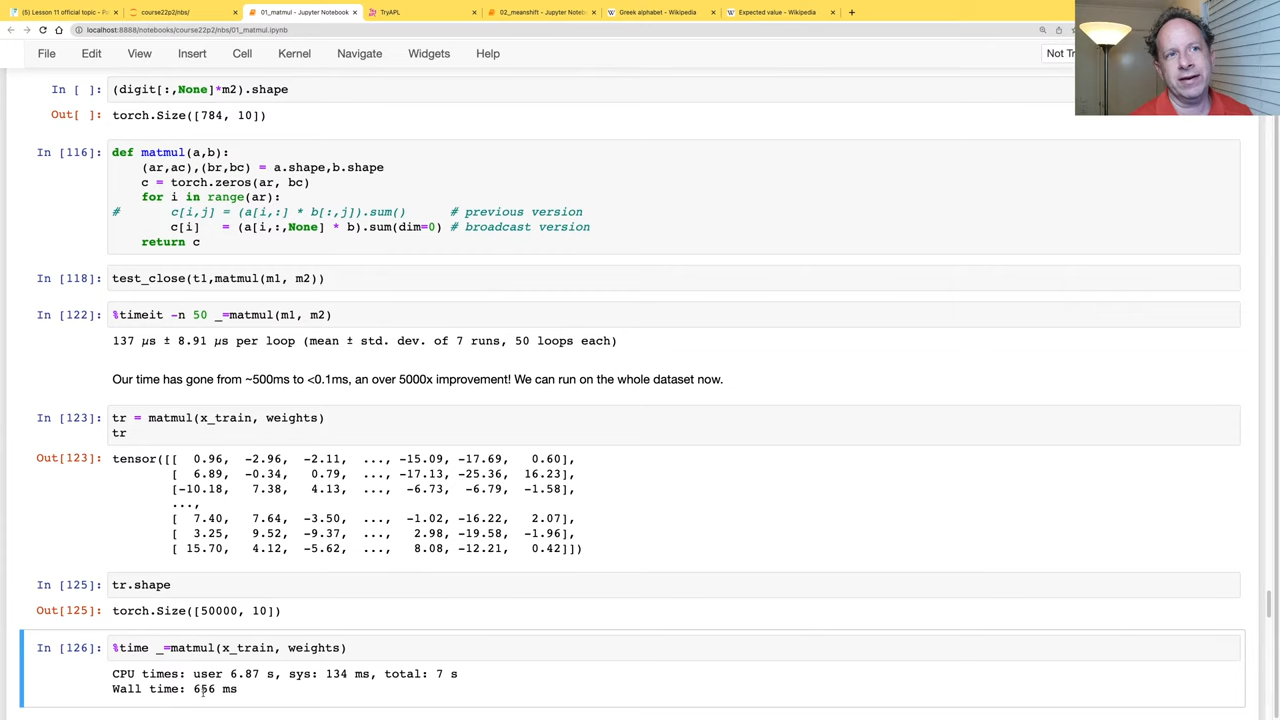 (5) Lesson 11 official topic - Pa
course22p2/nbs/
01_matmul - Jupyter Notebook
TryAPL
02_meanshift - Jupyter Notebo
Greek alphabet - Wikipedia
Expected value - Wikipedia
localhost:8888/notebooks/course22p2/nbs/01_matmul.ipynb
File Edit View Insert Cell Kernel Navigate Widgets Help
Not Tr
In [ ]: (digit[:,None]*m2).shape
Out[ ]: torch.Size([784, 10])
In [116]: def matmul(a,b):
(ar,ac),(br,bc) = a.shape,b.shape
c = torch.zeros(ar, bc)
for i in range(ar):
# c[i,j] = (a[i,:] * b[:,j]).sum() # previous version
c[i] = (a[i,:,None] * b).sum(dim=0) # broadcast version
return c
In [118]: test_close(t1,matmul(m1, m2))
In [122]: %timeit -n 50 _=matmul(m1, m2)
137 µs ± 8.91 µs per loop (mean ± std. dev. of 7 runs, 50 loops each)
Our time has gone from ~500ms to <0.1ms, an over 5000x improvement! We can run on the whole dataset now.
In [123]: tr = matmul(x_train, weights)
tr
Out[123]: tensor([[ 0.96, -2.96, -2.11, ..., -15.09, -17.69, 0.60],
[ 6.89, -0.34, 0.79, ..., -17.13, -25.36, 16.23],
[-10.18, 7.38, 4.13, ..., -6.73, -6.79, -1.58],
...,
[ 7.40, 7.64, -3.50, ..., -1.02, -16.22, 2.07],
[ 3.25, 9.52, -9.37, ..., 2.98, -19.58, -1.96],
[ 15.70, 4.12, -5.62, ..., 8.08, -12.21, 0.42]])
In [125]: tr.shape
Out[125]: torch.Size([50000, 10])
In [126]: %time _=matmul(x_train, weights)
CPU times: user 6.87 s, sys: 134 ms, total: 7 s
Wall time: 656 ms